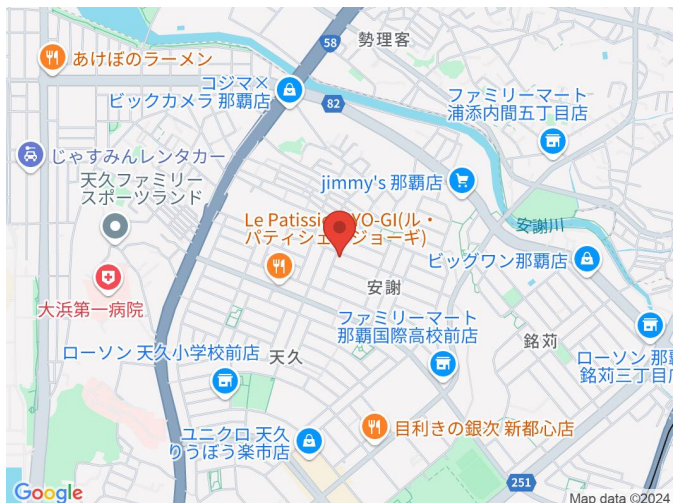 58
勢理客
あけぼのラーメン
コジマ×
ビックカメラ 那覇店
82
ファミリーマート
浦添内間五丁目店
じゃすみんレンタカー
天久ファミリー
スポーツランド
jimmy's 那覇店
Le Patissi YO-GI(ル・
パティシエ ジョーギ)
安謝川
ビッグワン那覇店
大浜第一病院
安謝
ファミリーマート
那覇国際高校前店
銘苅
ローソン 天久小学校前店
天久
ローソン 那覇
銘苅三丁目店
ユニクロ 天久
りうぼう楽市店
目利きの銀次 新都心店
251
Google
Map data ©2024